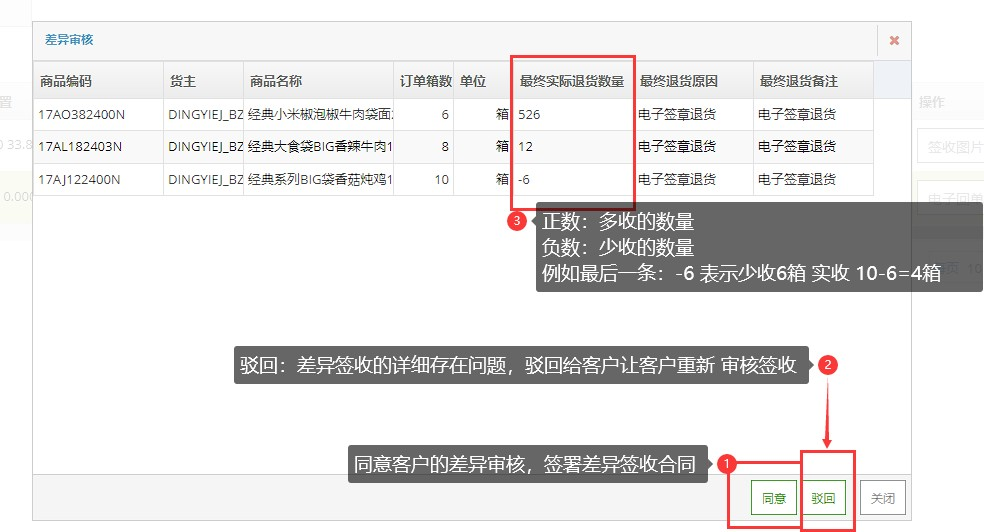 差异审核
商品编码 货主 商品名称 订单箱数 单位 最终实际退货数量 最终退货原因 最终退货备注
17AO382400N DINGYIEJ_BZ 经典小米椒泡椒牛肉袋面 6 箱 526 电子签章退货 电子签章退货
17AL182403N DINGYIEJ_BZ 经典大食袋BIG香辣牛肉1 8 箱 12 电子签章退货 电子签章退货
17AJ122400N DINGYIEJ_BZ 经典系列BIG袋香菇炖鸡1 10 箱 -6 电子签章退货 电子签章退货
置
操作
33.8
签收图片
0.000
电子回单
3
正数：多收的数量
负数：少收的数量
例如最后一条：-6 表示少收6箱 实收 10-6=4箱
驳回：差异签收的详细存在问题，驳回给客户让客户重新 审核签收
2
同意客户的差异审核，签署差异签收合同
1
同意 驳回 关闭